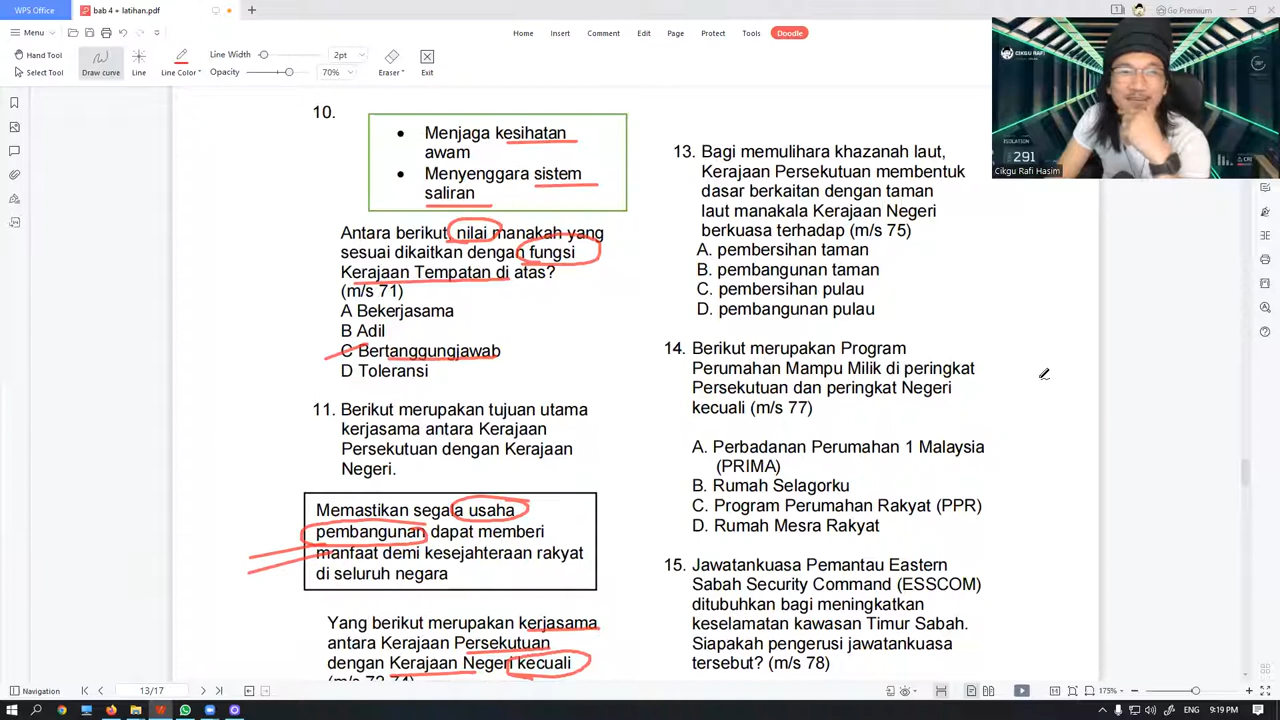 WPS Office
bab 4 + latihan.pdf
Go Premium
Menu
Home
Insert
Comment
Edit
Page
Protect
Tools
Doodle
Hand Tool
Select Tool
Draw curve
Line
Line Color
Line Width
2pt
Opacity
70%
Eraser
Exit
10.
Menjaga kesihatan
awam
Menyenggara sistem
saliran
Antara berikut nilai manakah yang
sesuai dikaitkan dengan fungsi
Kerajaan Tempatan di atas?
(m/s 71)
A Bekerjasama
B Adil
C Bertanggungjawab
D Toleransi
11. Berikut merupakan tujuan utama
kerjasama antara Kerajaan
Persekutuan dengan Kerajaan
Negeri.
Memastikan segala usaha
pembangunan dapat memberi
manfaat demi kesejahteraan rakyat
di seluruh negara
Yang berikut merupakan kerjasama
antara Kerajaan Persekutuan
dengan Kerajaan Negeri kecuali
13. Bagi memulihara khazanah laut,
Kerajaan Persekutuan membentuk
dasar berkaitan dengan taman
laut manakala Kerajaan Negeri
berkuasa terhadap (m/s 75)
A. pembersihan taman
B. pembangunan taman
C. pembersihan pulau
D. pembangunan pulau
14. Berikut merupakan Program
Perumahan Mampu Milik di peringkat
Persekutuan dan peringkat Negeri
kecuali (m/s 77)
A. Perbadanan Perumahan 1 Malaysia
(PRIMA)
B. Rumah Selagorku
C. Program Perumahan Rakyat (PPR)
D. Rumah Mesra Rakyat
15. Jawatankuasa Pemantau Eastern
Sabah Security Command (ESSCOM)
ditubuhkan bagi meningkatkan
keselamatan kawasan Timur Sabah.
Siapakah pengerusi jawatankuasa
tersebut? (m/s 78)
CIKGU RAFI
ISOLATION
291
Cikgu Rafi Hasim
Navigation
13/17
175%
ENG
9:19 PM